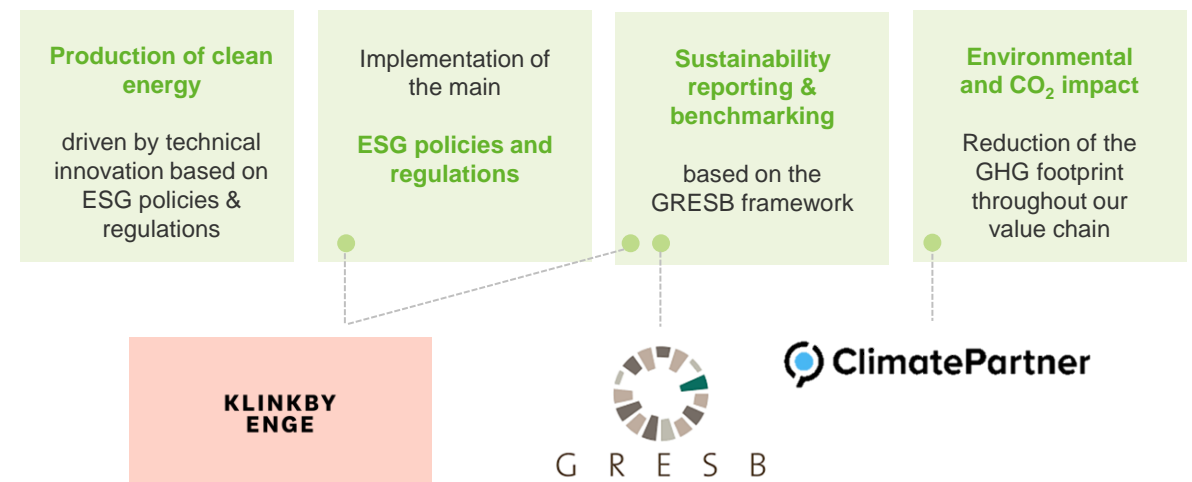 Production of clean
energy
driven by technical
innovation based on
ESG policies &
regulations
Implementation of
the main
ESG policies and
regulations
Sustainability
reporting &
benchmarking
based on the
GRESB framework
Environmental
and CO₂ impact
Reduction of the
GHG footprint
throughout our
value chain
KLINKBY
ENGE
GRESB
ClimatePartner